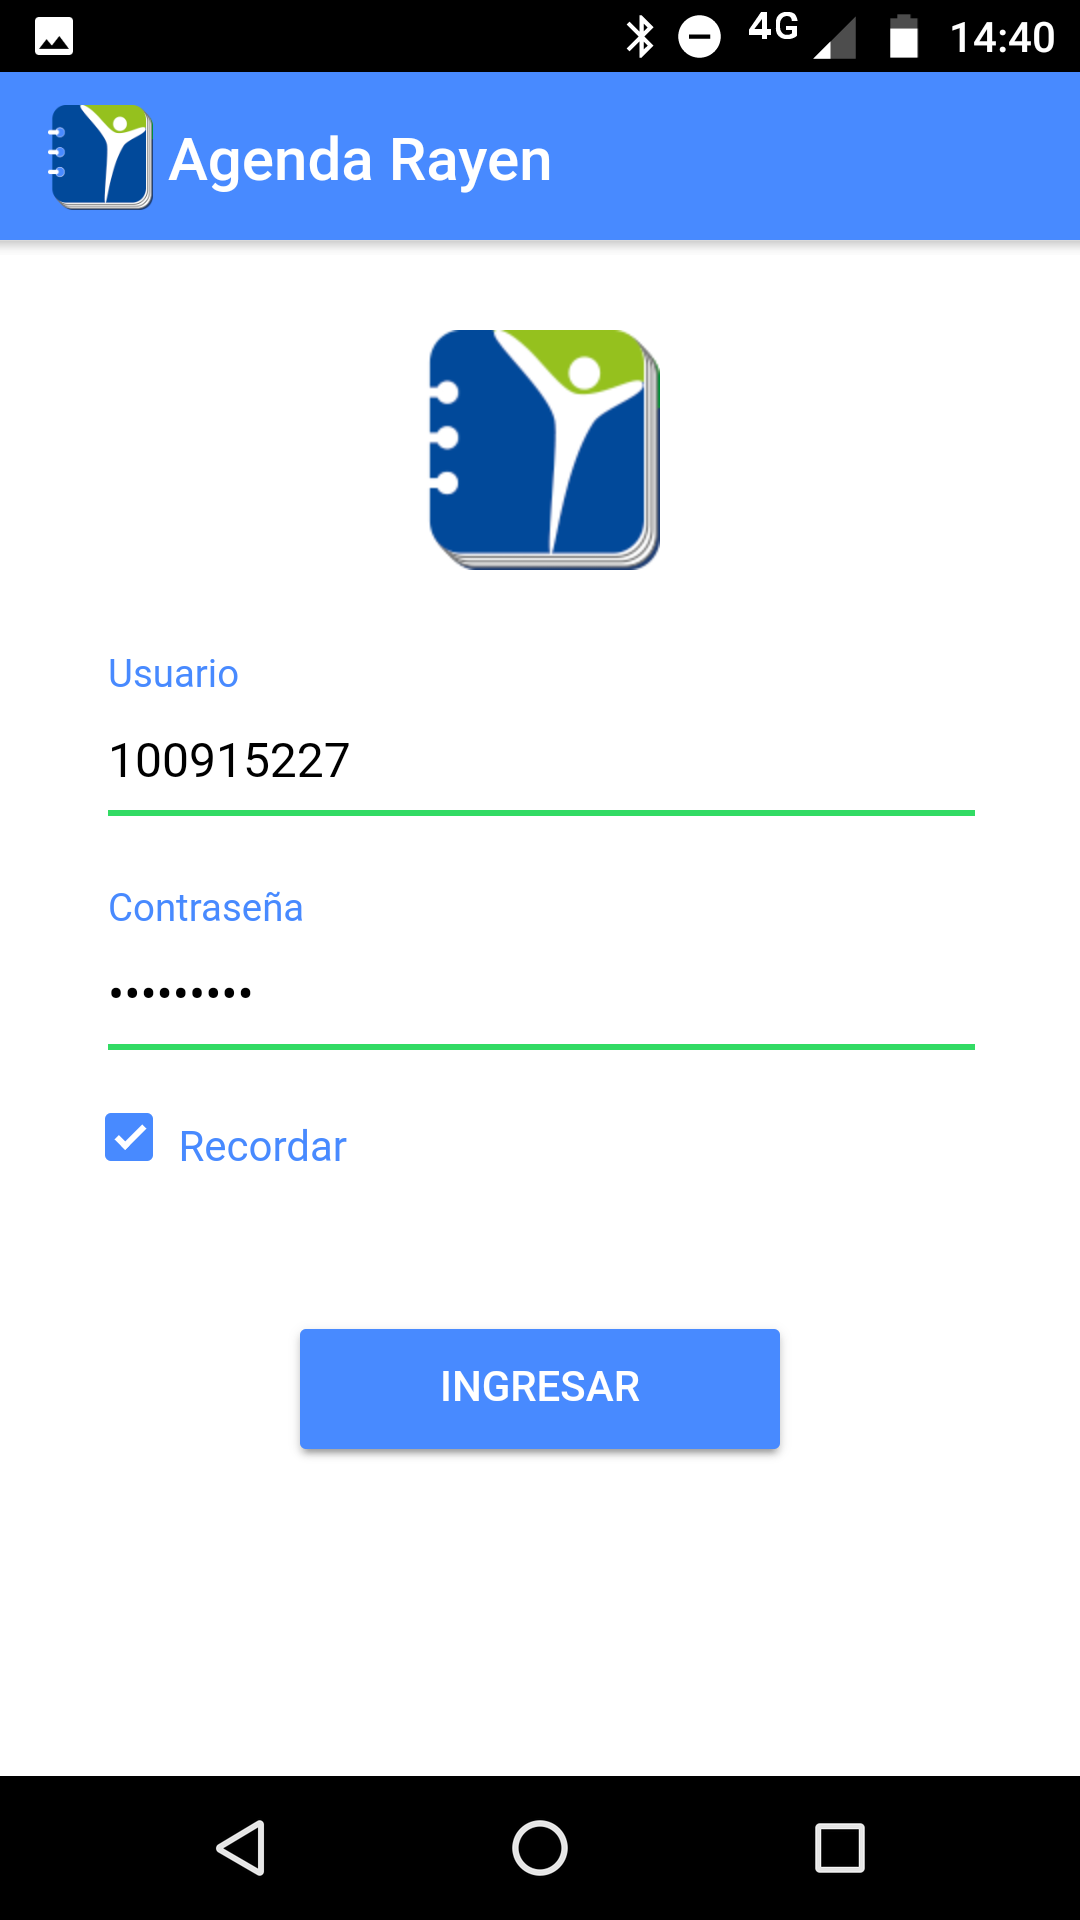 4G 14:40
Agenda Rayen
Usuario
100915227
Contraseña
•••••••••
Recordar
INGRESAR